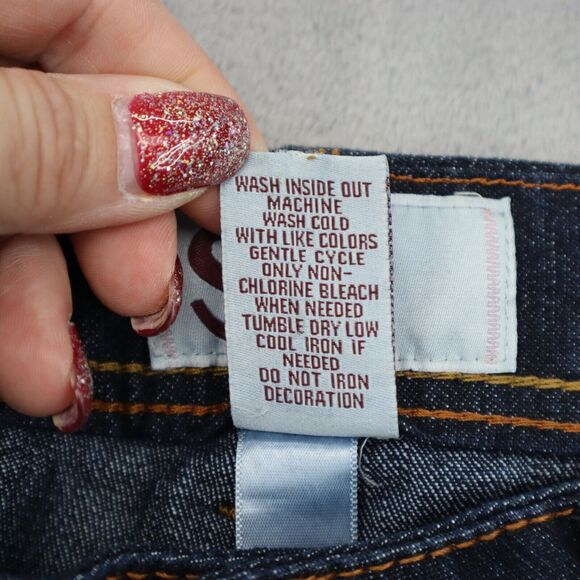 WASH INSIDE OUT
MACHINE
WASH COLD
WITH LIKE COLORS
GENTLE CYCLE
ONLY NON-
CHLORINE BLEACH
WHEN NEEDED
TUMBLE DRY LOW
COOL IRON IF
NEEDED
DO NOT IRON
DECORATION